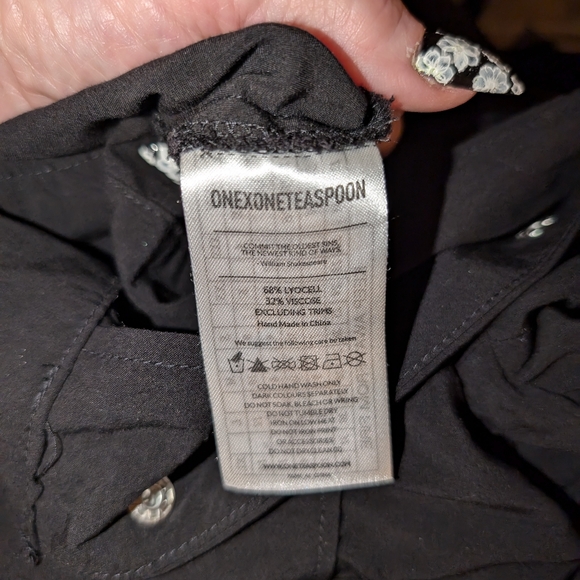 ONEXONETEASPOON
COMMIT THE OLDEST SINS,
THE NEWEST KIND OF WAYS.
William Shakespeare
68% LYOCELL
32% VISCOSE
EXCLUDING TRIMS
Hand Made in China
We suggest the following care be taken
COLD HAND WASH ONLY
DARK COLOURS SEPARATELY
DO NOT SOAK, BLEACH OR WRING
DO NOT TUMBLE DRY
IRON ON LOW HEAT
DO NOT IRON PRINT
OR ACCESSORIES
DO NOT DRYCLEAN
WWW.ONETEASPOON.COM